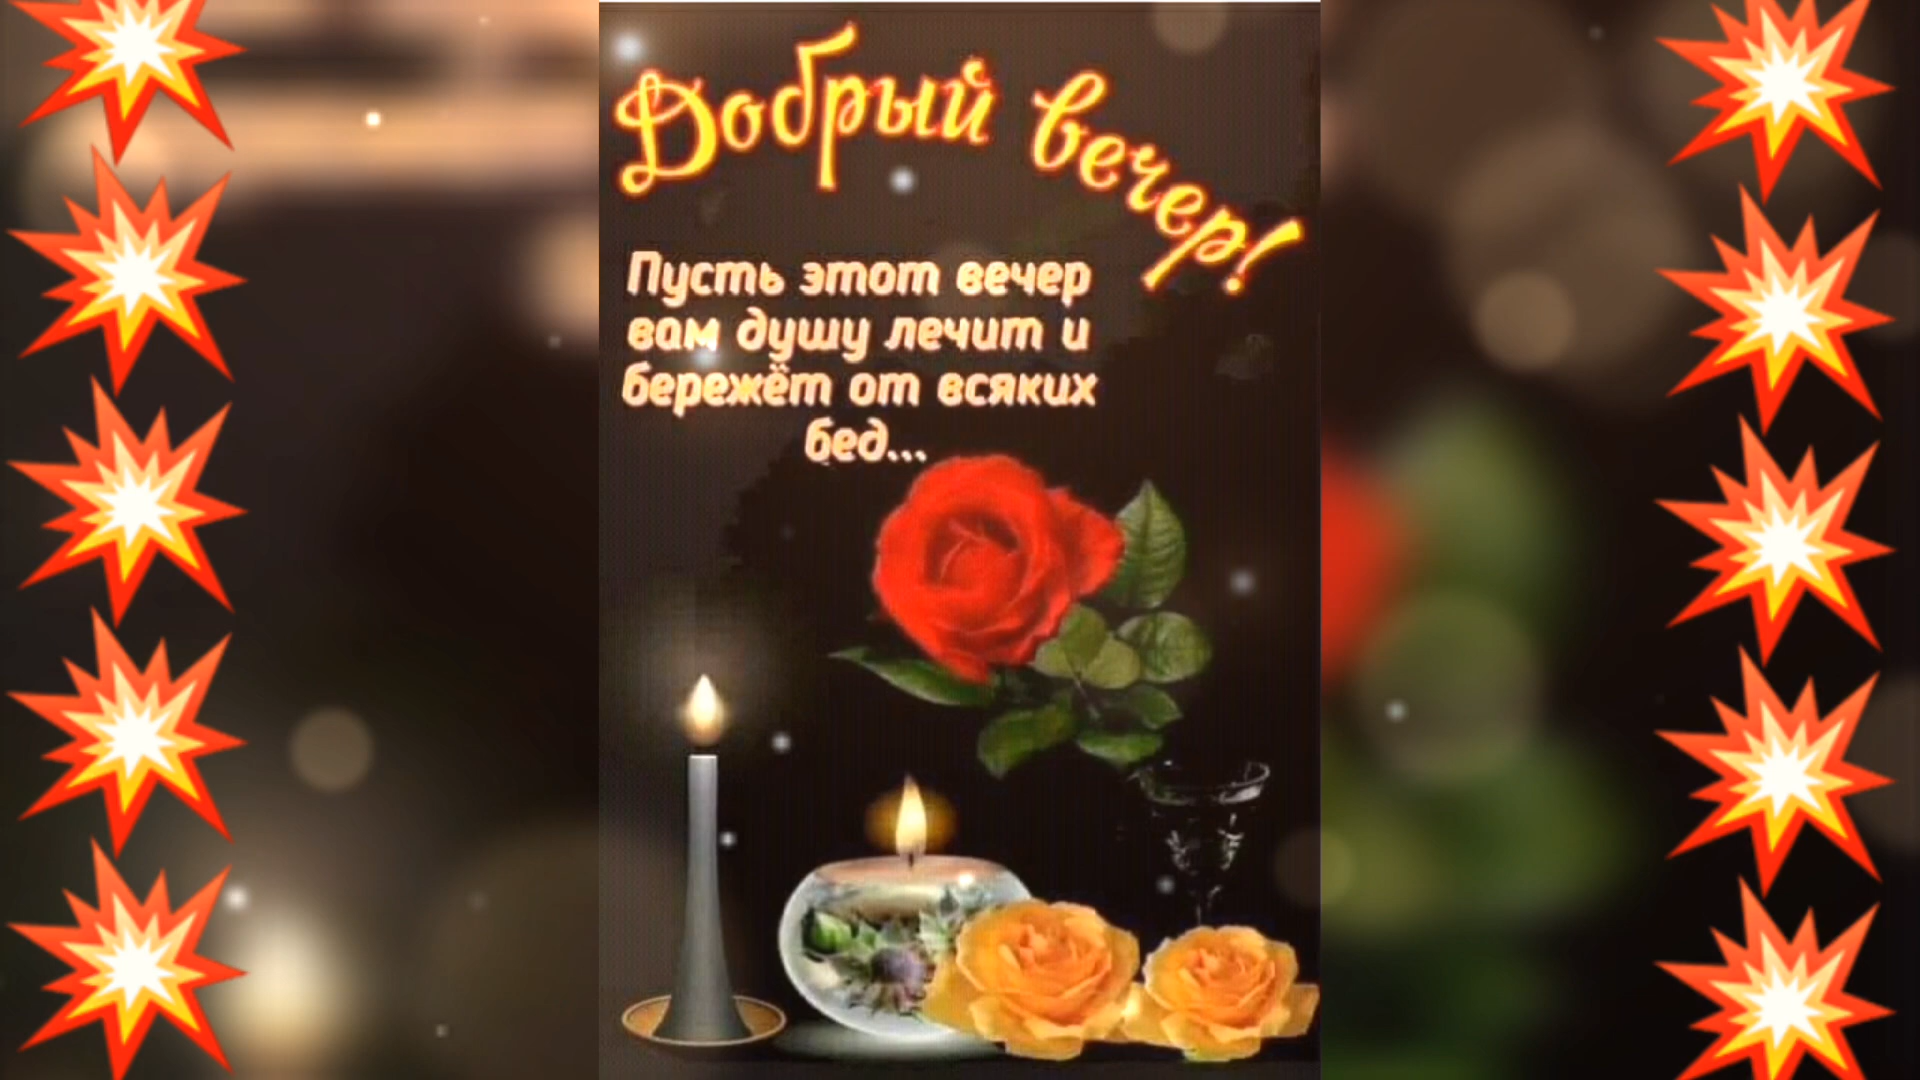 Добрый вечер!
Пусть этот вечер
вам душу лечит и
бережёт от всяких
бед...